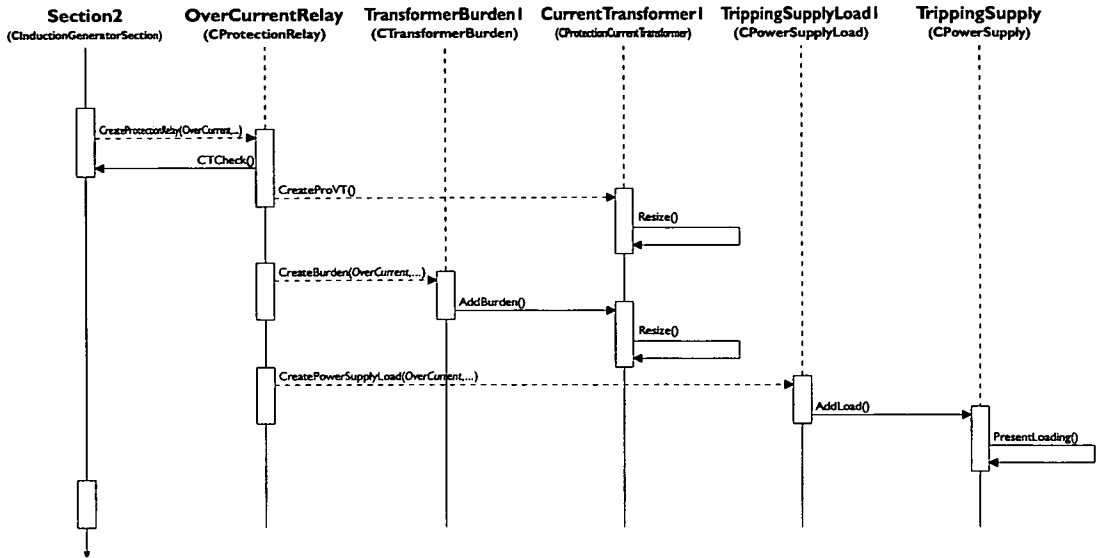 Section2 OverCurrentRelay TransformerBurden1 CurrentTransformer1 TrippingSupplyLoad1 TrippingSupply
(CInductionGeneratorSection) (CProtectionRelay) (CTransformerBurden) (CProtectionCurrentTransformer) (CPowerSupplyLoad) (CPowerSupply)
CreateProtectionRelay(OverCurrent,...)
CTCheck()
CreateProVT()
Resize()
CreateBurden(OverCurrent,...)
AddBurden()
Resize()
CreatePowerSupplyLoad(OverCurrent,...)
AddLoad()
PresentLoading()